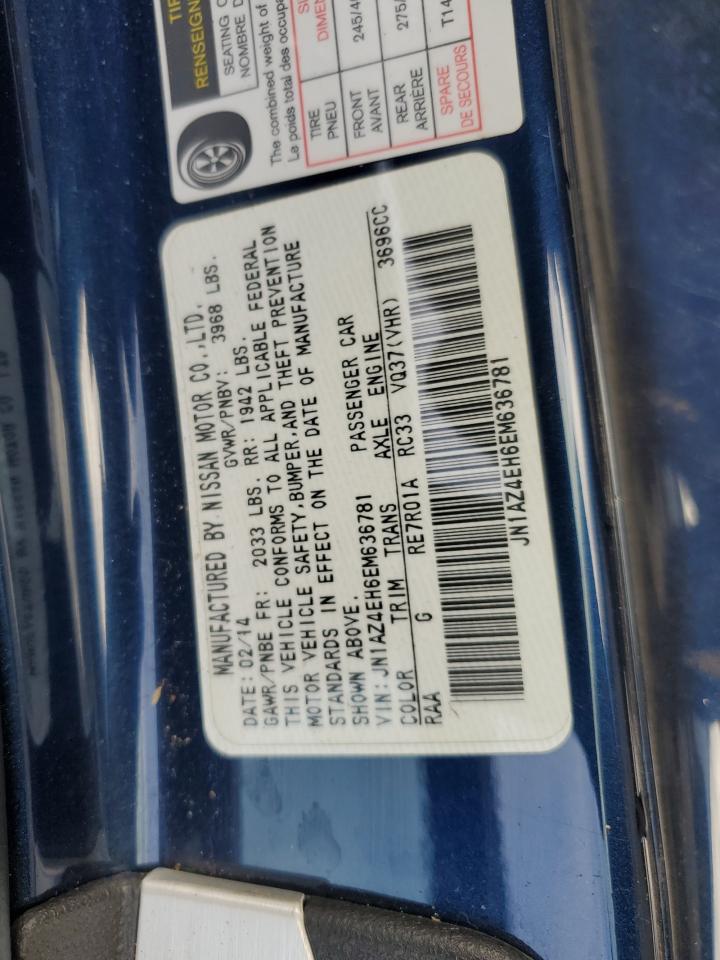 TIR
RENSEIGN
SEATING C
NOMBRE D
The combined weight of
Le poids total des occupa
SI
DIMEN
TIRE
PNEU
FRONT 245/4
AVANT
REAR 275/
ARRIÈRE
SPARE T14
DE SECOURS
MANUFACTURED BY NISSAN MOTOR CO.,LTD.
DATE: 02/14 GVWR/PNBV: 3968 LBS.
GAWR/PNBE FR: 2033 LBS. RR: 1942 LBS.
THIS VEHICLE CONFORMS TO ALL APPLICABLE FEDERAL
MOTOR VEHICLE SAFETY,BUMPER,AND THEFT PREVENTION
STANDARDS IN EFFECT ON THE DATE OF MANUFACTURE
SHOWN ABOVE.
VIN:JN1AZ4EH6EM636781 PASSENGER CAR
COLOR TRIM TRANS AXLE ENGINE
RAA G RE7R01A RC33 VQ37(VHR) 3696CC
JN1AZ4EH6EM636781